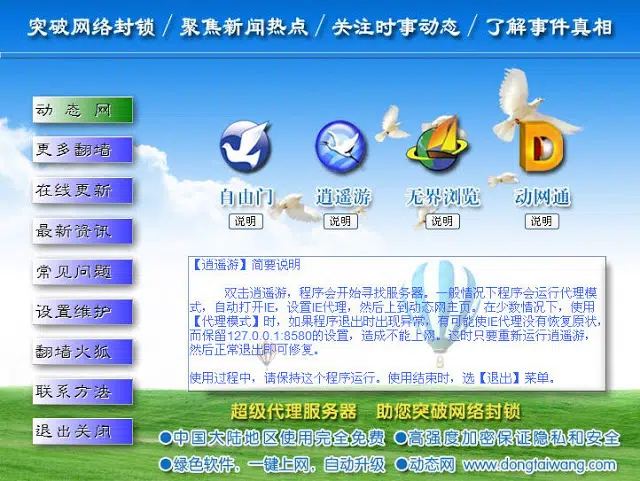 突破网络封锁 / 聚焦新闻热点 / 关注时事动态 / 了解事件真相
动 态 网
更多翻墙
在线更新
最新资讯
常见问题
设置维护
翻墙火狐
联系方法
退出关闭
自由门
逍遥游
无界浏览
动网通
说明
说明
说明
说明
【逍遥游】简要说明
双击逍遥游，程序会开始寻找服务器。一般情况下程序会运行代理模
式，自动打开IE，设置IE代理，然后上到动态网主页。在少数情况下，使用
【代理模式】时，如果程序退出时出现异常，有可能使IE代理没有恢复原状，
而保留127.0.0.1:8580的设置，造成不能上网。这时只要重新运行逍遥游，
然后正常退出即可修复。
使用过程中，请保持这个程序运行。使用结束时，选【退出】菜单。
超级代理服务器 助您突破网络封锁
●中国大陆地区使用完全免费 ●高强度加密保证隐私和安全
●绿色软件，一键上网，自动升级 ●动态网 www.dongtaiwang.com